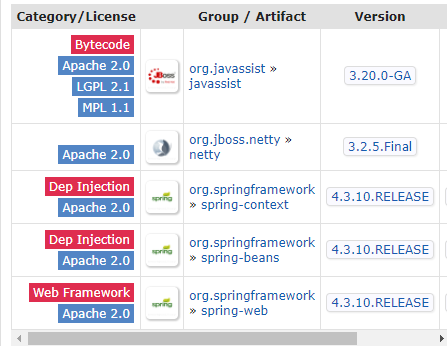 Category/License Group / Artifact Version
Bytecode
Apache 2.0
LGPL 2.1
MPL 1.1
JBoss
org.javassist »
javassist
3.20.0-GA
Apache 2.0
org.jboss.netty »
netty
3.2.5.Final
Dep Injection
Apache 2.0
spring
org.springframework
» spring-context
4.3.10.RELEASE
Dep Injection
Apache 2.0
spring
org.springframework
» spring-beans
4.3.10.RELEASE
Web Framework
Apache 2.0
spring
org.springframework
» spring-web
4.3.10.RELEASE